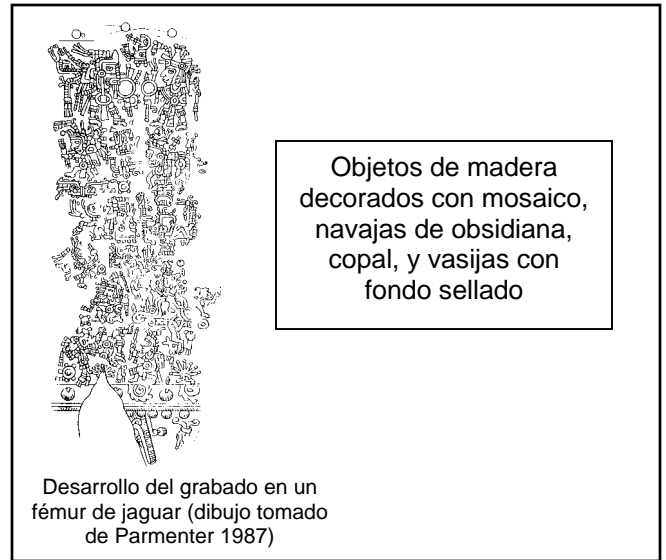 Objetos de madera
decorados con mosaico,
navajas de obsidiana,
copal, y vasijas con
fondo sellado
Desarrollo del grabado en un
fémur de jaguar (dibujo tomado
de Parmenter 1987)